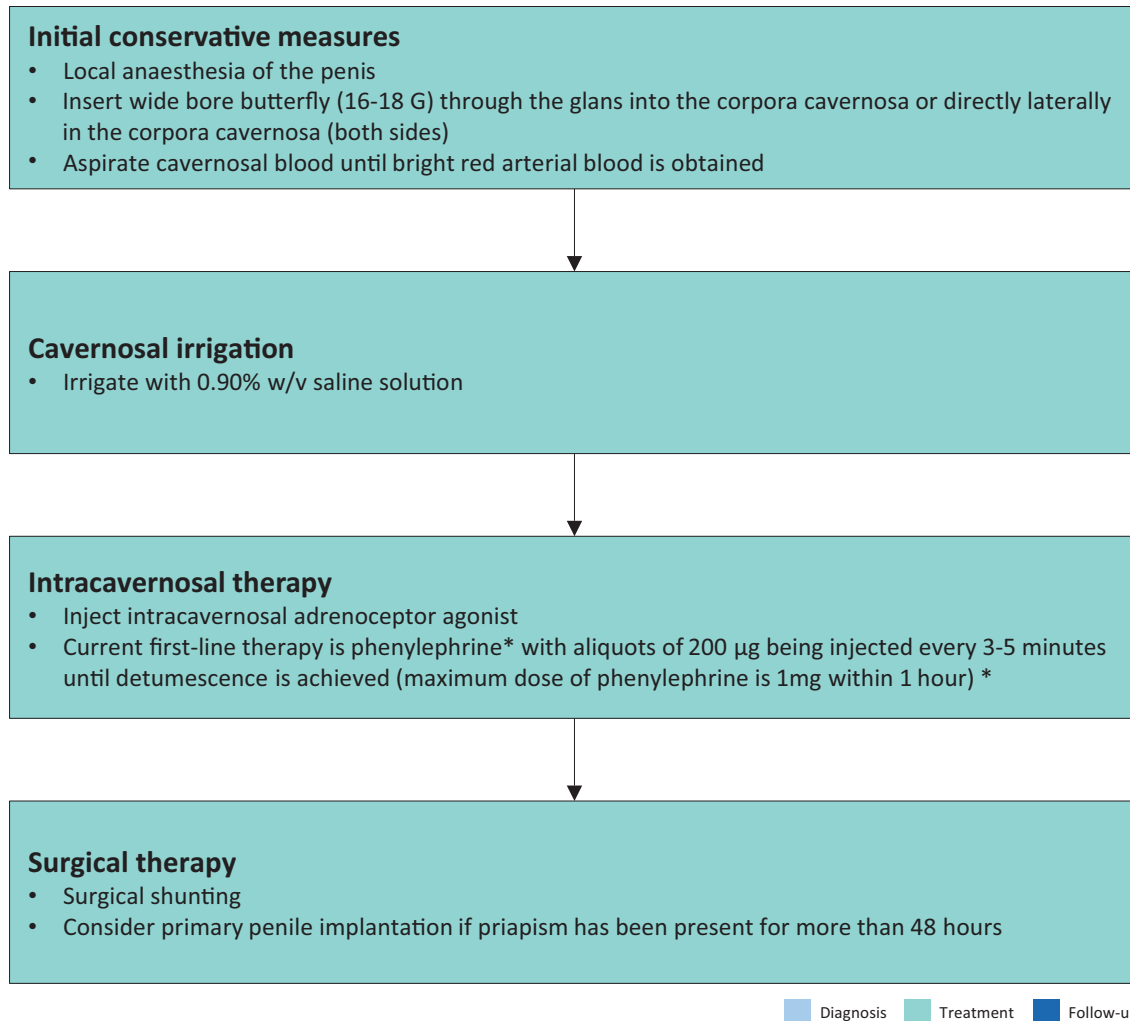 Initial conservative measures
• Local anaesthesia of the penis
• Insert wide bore butterfly (16-18 G) through the glans into the corpora cavernosa or directly laterally
in the corpora cavernosa (both sides)
• Aspirate cavernosal blood until bright red arterial blood is obtained
Cavernosal irrigation
• Irrigate with 0.90% w/v saline solution
Intracavernosal therapy
• Inject intracavernosal adrenoceptor agonist
• Current first-line therapy is phenylephrine* with aliquots of 200 µg being injected every 3-5 minutes
until detumescence is achieved (maximum dose of phenylephrine is 1mg within 1 hour) *
Surgical therapy
• Surgical shunting
• Consider primary penile implantation if priapism has been present for more than 48 hours
Diagnosis Treatment Follow-u